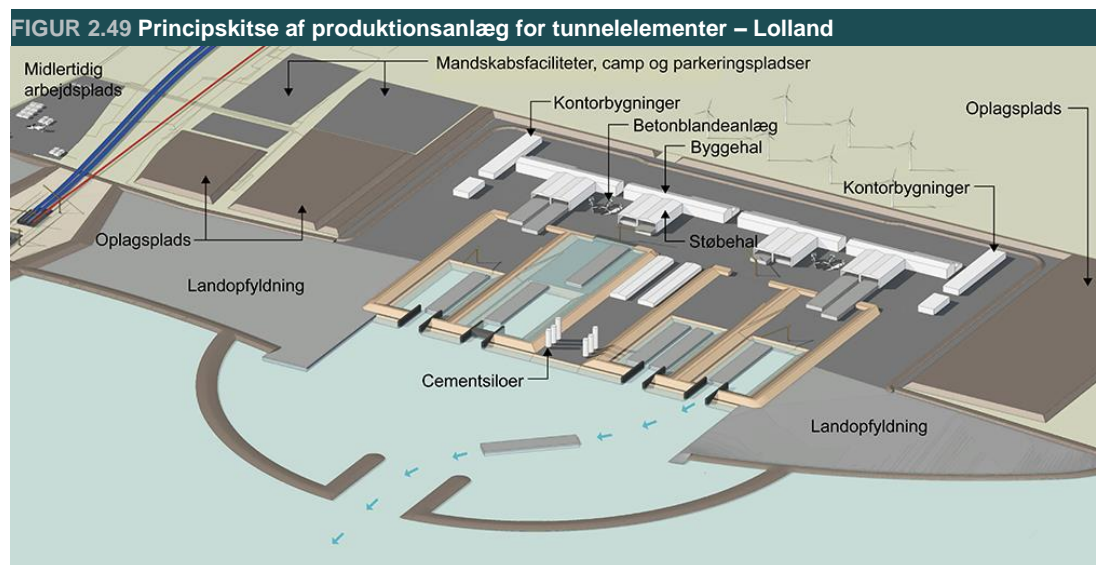 FIGUR 2.49 Principskitse af produktionsanlæg for tunnelelementer – Lolland
Midlertidig
arbejdsplads
Mandskabsfaciliteter, camp og parkeringspladser
Kontorbygninger
Betonblandeanlæg
Byggehal
Oplagsplads
Kontorbygninger
Oplagsplads
Støbehal
Landopfyldning
Cementsiloer
Landopfyldning